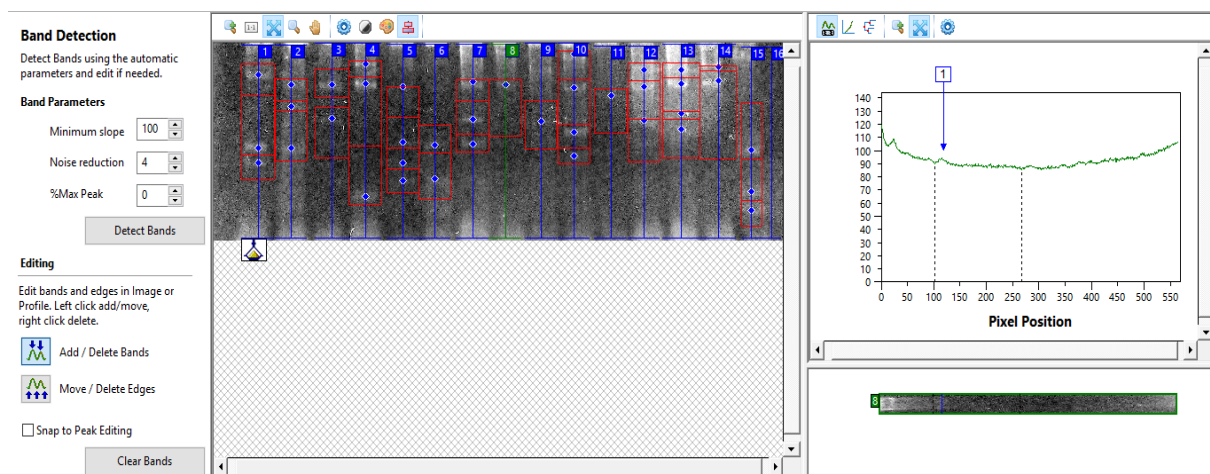 Band Detection
Detect Bands using the automatic
parameters and edit if needed.
Band Parameters
Minimum slope 100
Noise reduction 4
%Max Peak 0
Detect Bands
Editing
Edit bands and edges in Image or
Profile. Left click add/move,
right click delete.
Add / Delete Bands
Move / Delete Edges
Snap to Peak Editing
Clear Bands
1:1
1 2 3 4 5 6 7 8 9 10 11 12 13 14 15 16
1
140
130
120
110
100
90
80
70
60
50
40
30
20
10
0
0 50 100 150 200 250 300 350 400 450 500 550
Pixel Position
8